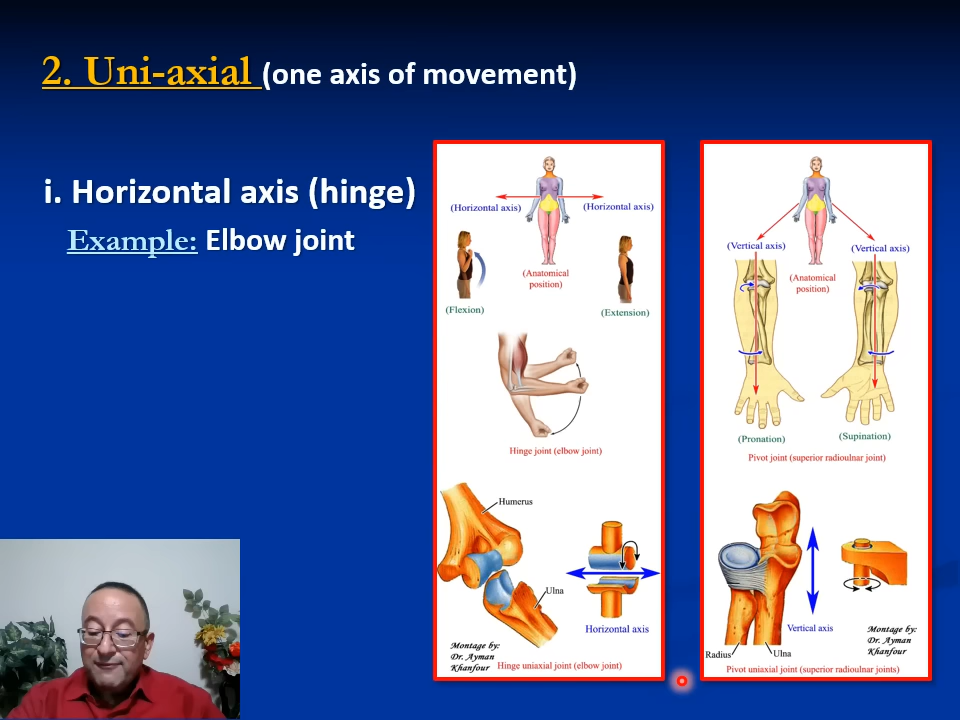 2. Uni-axial (one axis of movement)
i. Horizontal axis (hinge)
Example: Elbow joint
(Horizontal axis)
(Horizontal axis)
(Anatomical
position)
(Flexion)
(Extension)
Hinge joint (elbow joint)
Humerus
Ulna
Horizontal axis
Montage by:
Dr. Ayman
Khanfour
Hinge uniaxial joint (elbow joint)
(Vertical axis)
(Vertical axis)
(Anatomical
position)
(Pronation)
(Supination)
Pivot joint (superior radioulnar joint)
Vertical axis
Montage by:
Dr. Ayman
Khanfour
Radius
Ulna
Pivot uniaxial joint (superior radioulnar joints)